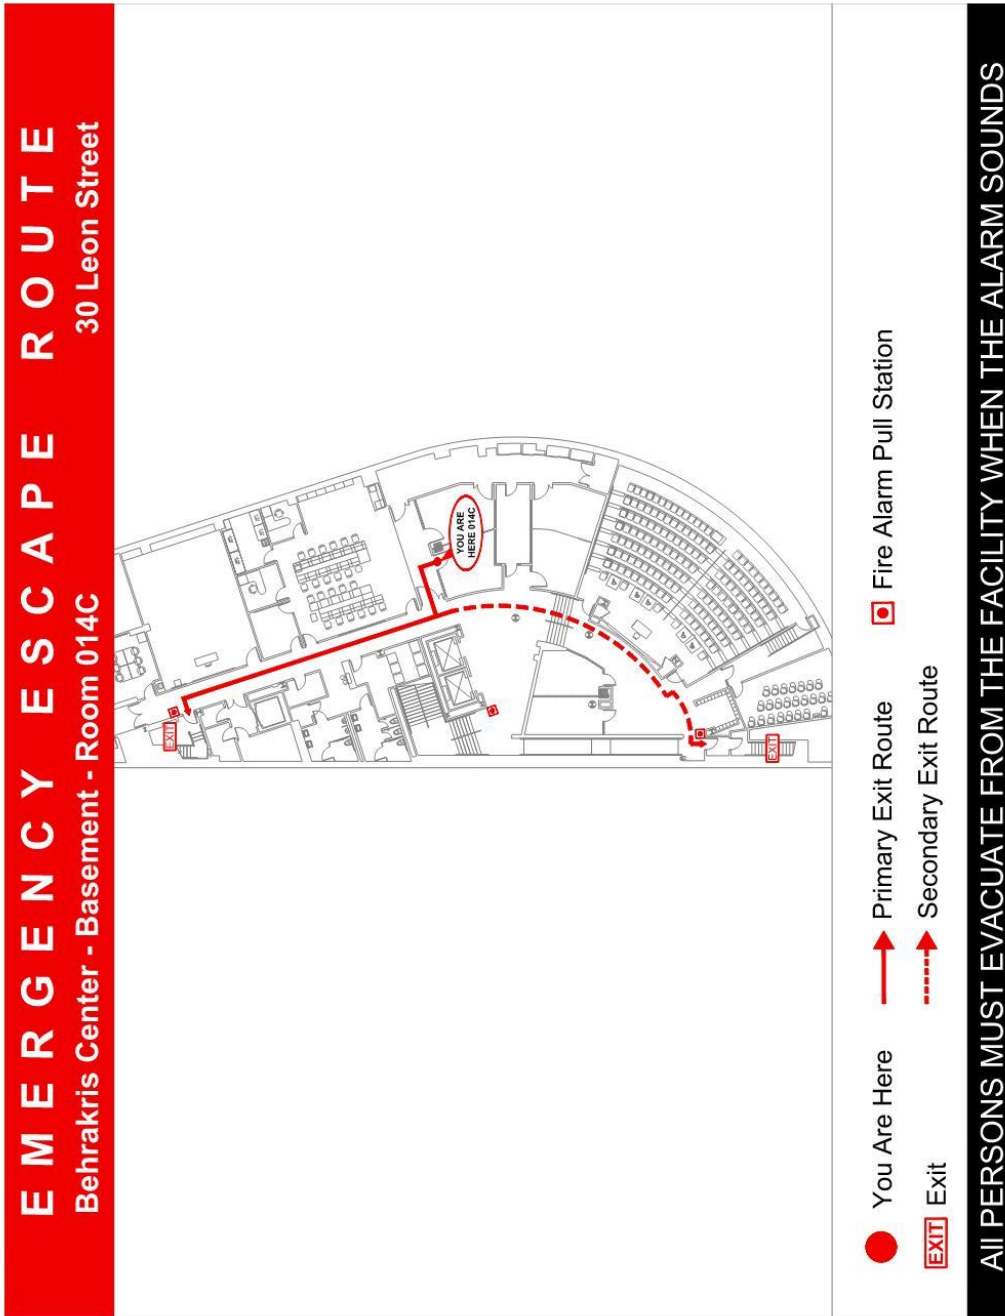 EMERGENCY ESCAPE ROUTE
Behrakris Center - Basement - Room 014C
30 Leon Street
EXIT
YOU ARE
HERE 014C
EXIT
You Are Here
Primary Exit Route
Fire Alarm Pull Station
EXIT
Exit
Secondary Exit Route
All PERSONS MUST EVACUATE FROM THE FACILITY WHEN THE ALARM SOUNDS